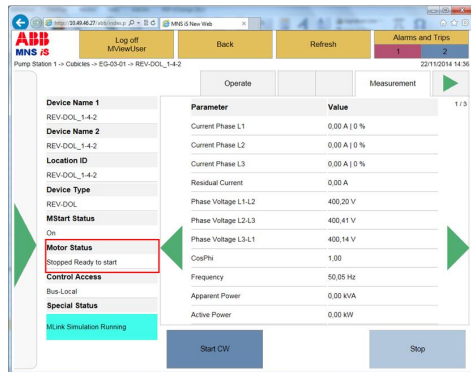 http://10.49.46.27
MNS iS New Web
ABB
MNS iS
Log off
MViewUser
Back
Refresh
Alarms and Trips
1
2
Pump Station 1 -> Cubicles -> EG-03-01 -> REV-DOL_1-4-2
22/11/2014 14:36
Operate
Measurement
Device Name 1
REV-DOL_1-4-2
Device Name 2
REV-DOL_1-4-2
Location ID
REV-DOL_1-4-2
Device Type
REV-DOL
MStart Status
On
Motor Status
Stopped Ready to start
Control Access
Bus-Local
Special Status
MLink Simulation Running
Parameter Value
1 / 3
Current Phase L1 0,00 A | 0 %
Current Phase L2 0,00 A | 0 %
Current Phase L3 0,00 A | 0 %
Residual Current 0,00 A
Phase Voltage L1-L2 400,20 V
Phase Voltage L2-L3 400,41 V
Phase Voltage L3-L1 400,14 V
CosPhi 1,00
Frequency 50,05 Hz
Apparent Power 0,00 kVA
Active Power 0,00 kW
Start CW
Stop